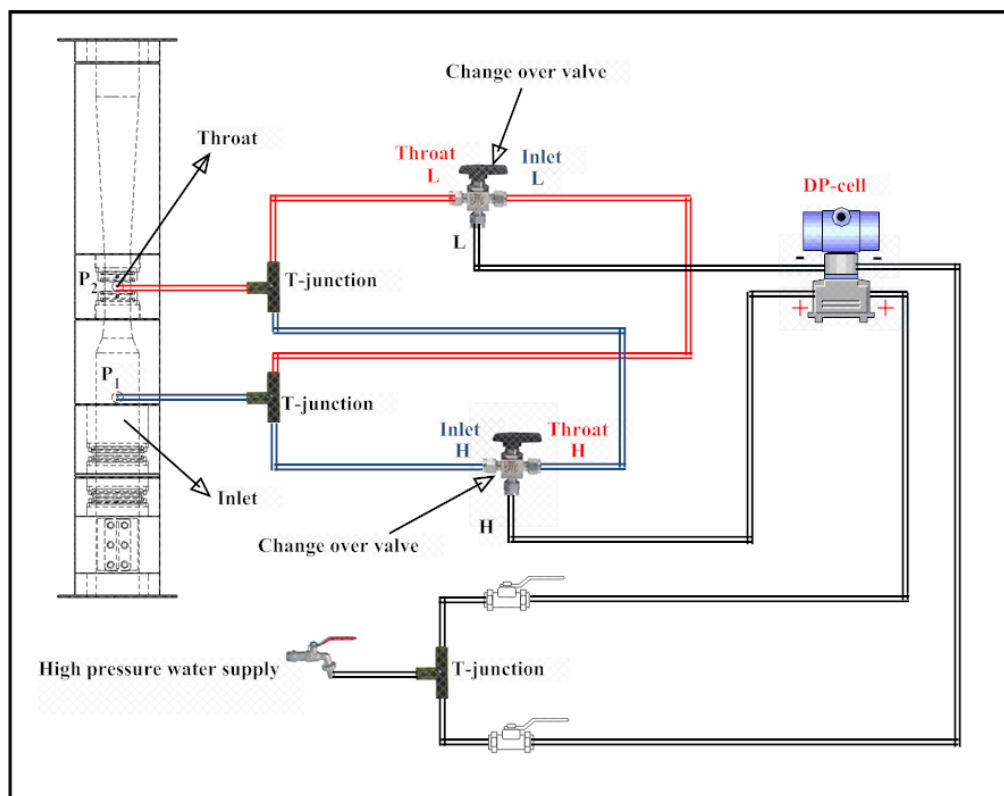 Change over valve
Throat
Throat
L
Inlet
L
DP-cell
L
-
-
P2
T-junction
+
+
P1
T-junction
Inlet
H
Throat
H
Inlet
H
Change over valve
T-junction
High pressure water supply